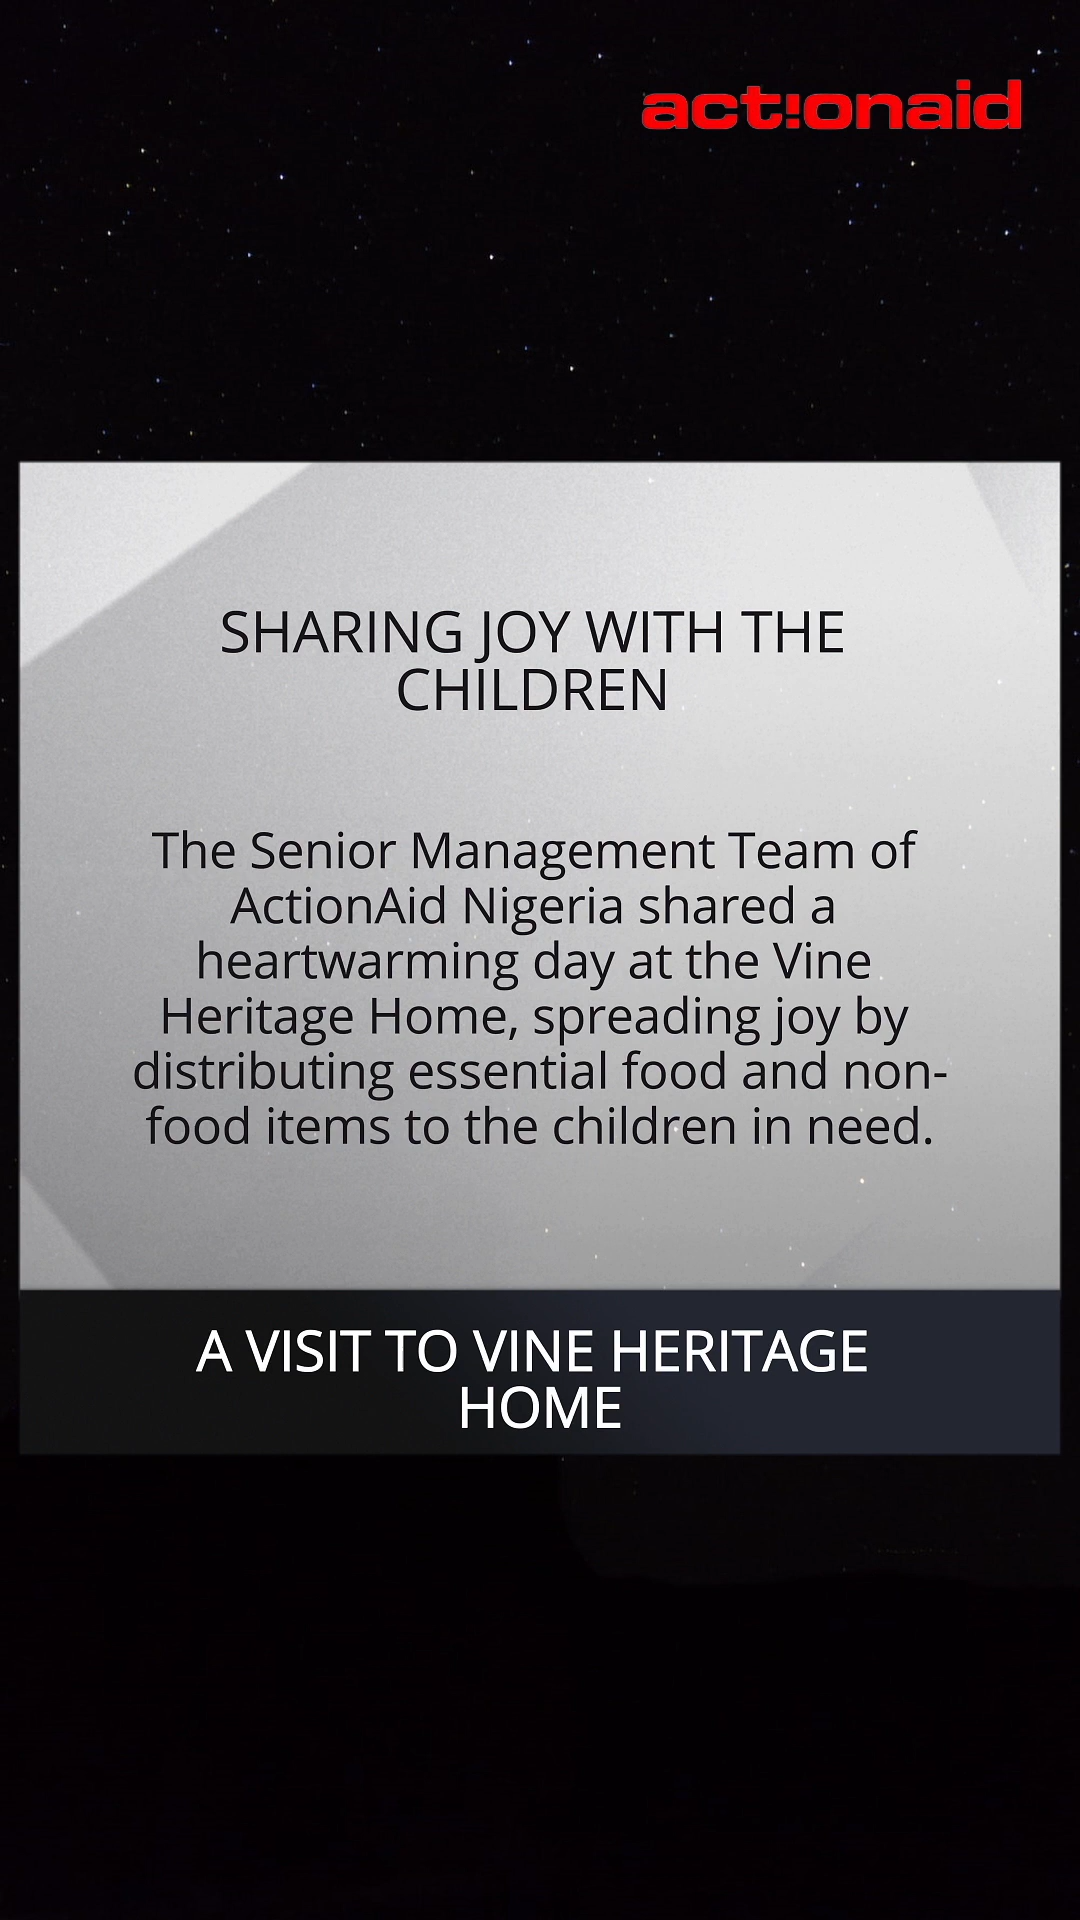 act!onaid
SHARING JOY WITH THE
CHILDREN
The Senior Management Team of
ActionAid Nigeria shared a
heartwarming day at the Vine
Heritage Home, spreading joy by
distributing essential food and non-
food items to the children in need.
A VISIT TO VINE HERITAGE
HOME